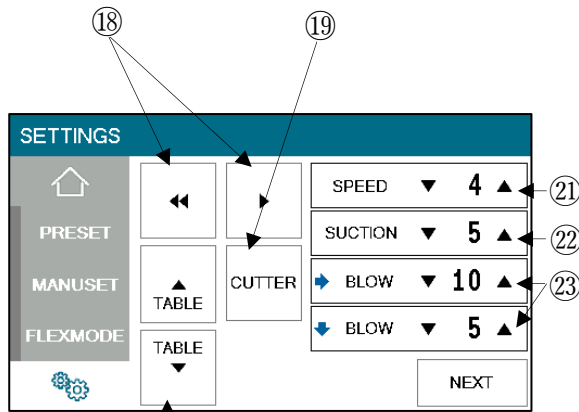 ⑱ ⑲
SETTINGS
PRESET
MANUSET
FLEXMODE
TABLE
TABLE
CUTTER
SPEED ▼ 4 ▲ ㉑
SUCTION ▼ 5 ▲ ㉒
BLOW ▼ 10 ▲ ㉓
BLOW ▼ 5 ▲
NEXT